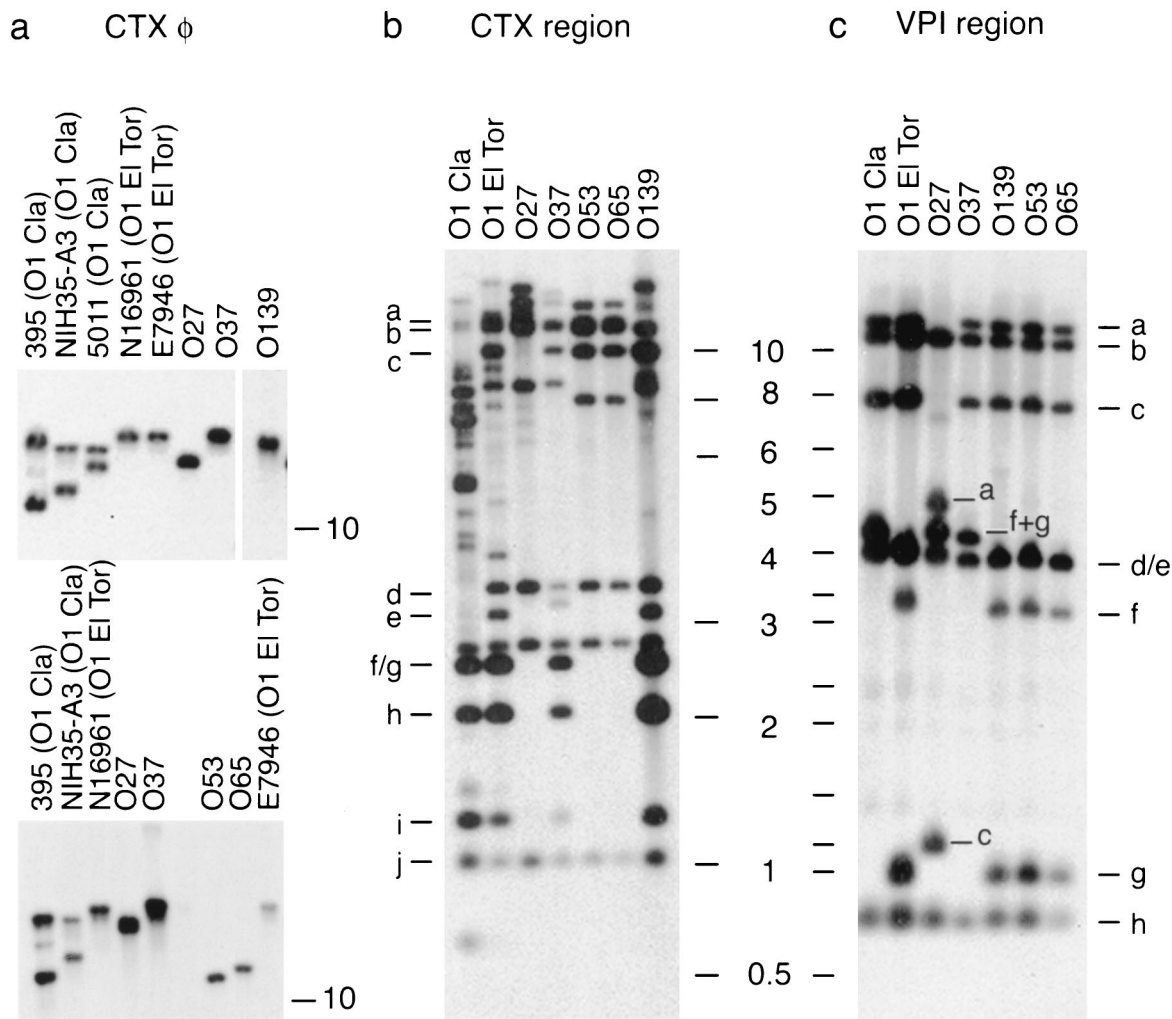 a CTX ϕ
395 (O1 Cla)
NIH35-A3 (O1 Cla)
5011 (O1 Cla)
N16961 (O1 El Tor)
E7946 (O1 El Tor)
O27
O37
O139
10
395 (O1 Cla)
NIH35-A3 (O1 Cla)
N16961 (O1 El Tor)
O27
O37
O53
O65
E7946 (O1 El Tor)
10
b CTX region
O1 Cla
O1 El Tor
O27
O37
O53
O65
O139
a
b
c
d
e
f/g
h
i
j
10
8
6
5
4
3
2
1
0.5
c VPI region
O1 Cla
O1 El Tor
O27
O37
O139
O53
O65
a
b
c
a
f+g
d/e
f
c
g
h